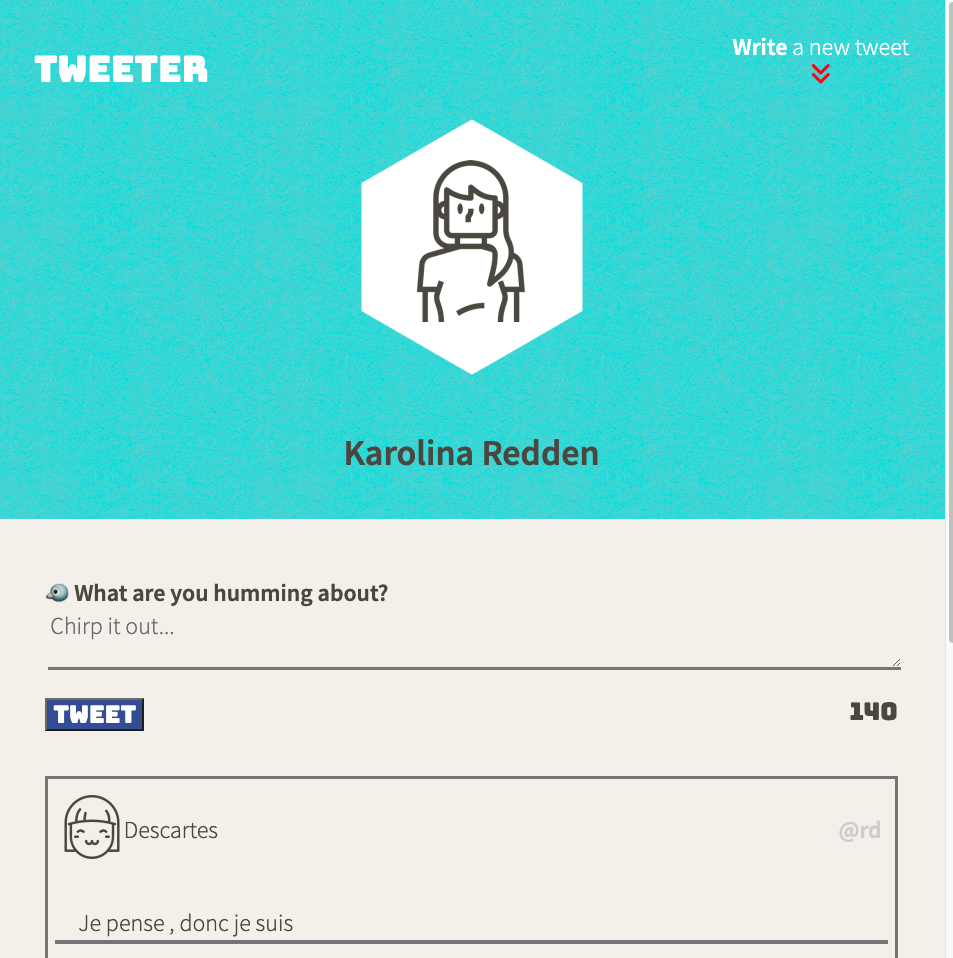 TWEETER
Write a new tweet
Karolina Redden
What are you humming about?
Chirp it out...
TWEET
140
Descartes
@rd
Je pense , donc je suis